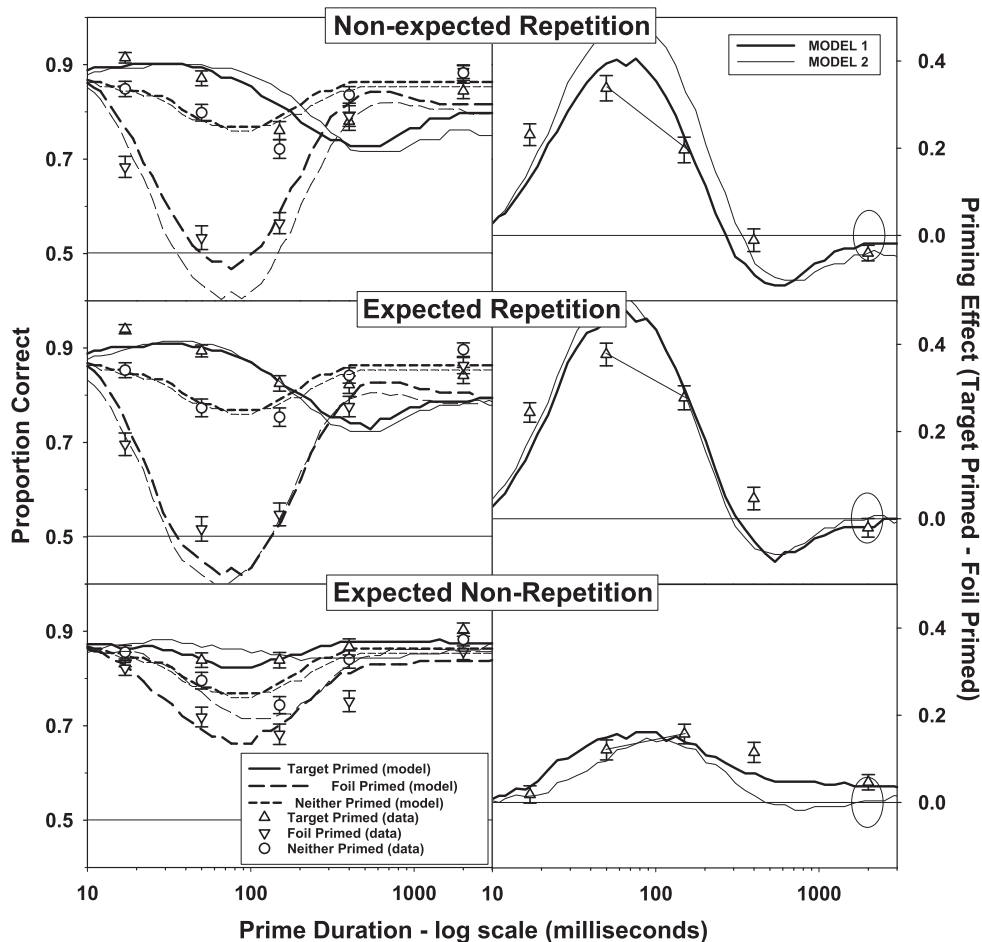 Non-expected Repetition
MODEL 1
MODEL 2
0.9
0.7
0.5
0.4
0.2
0.0
Expected Repetition
0.9
0.7
0.5
0.4
0.2
0.0
Expected Non-Repetition
0.9
0.7
0.5
0.4
0.2
0.0
Target Primed (model)
Foil Primed (model)
Neither Primed (model)
Target Primed (data)
Foil Primed (data)
Neither Primed (data)
10 100 1000 10 100 1000
Prime Duration - log scale (milliseconds)
Proportion Correct
Priming Effect (Target Primed - Foil Primed)